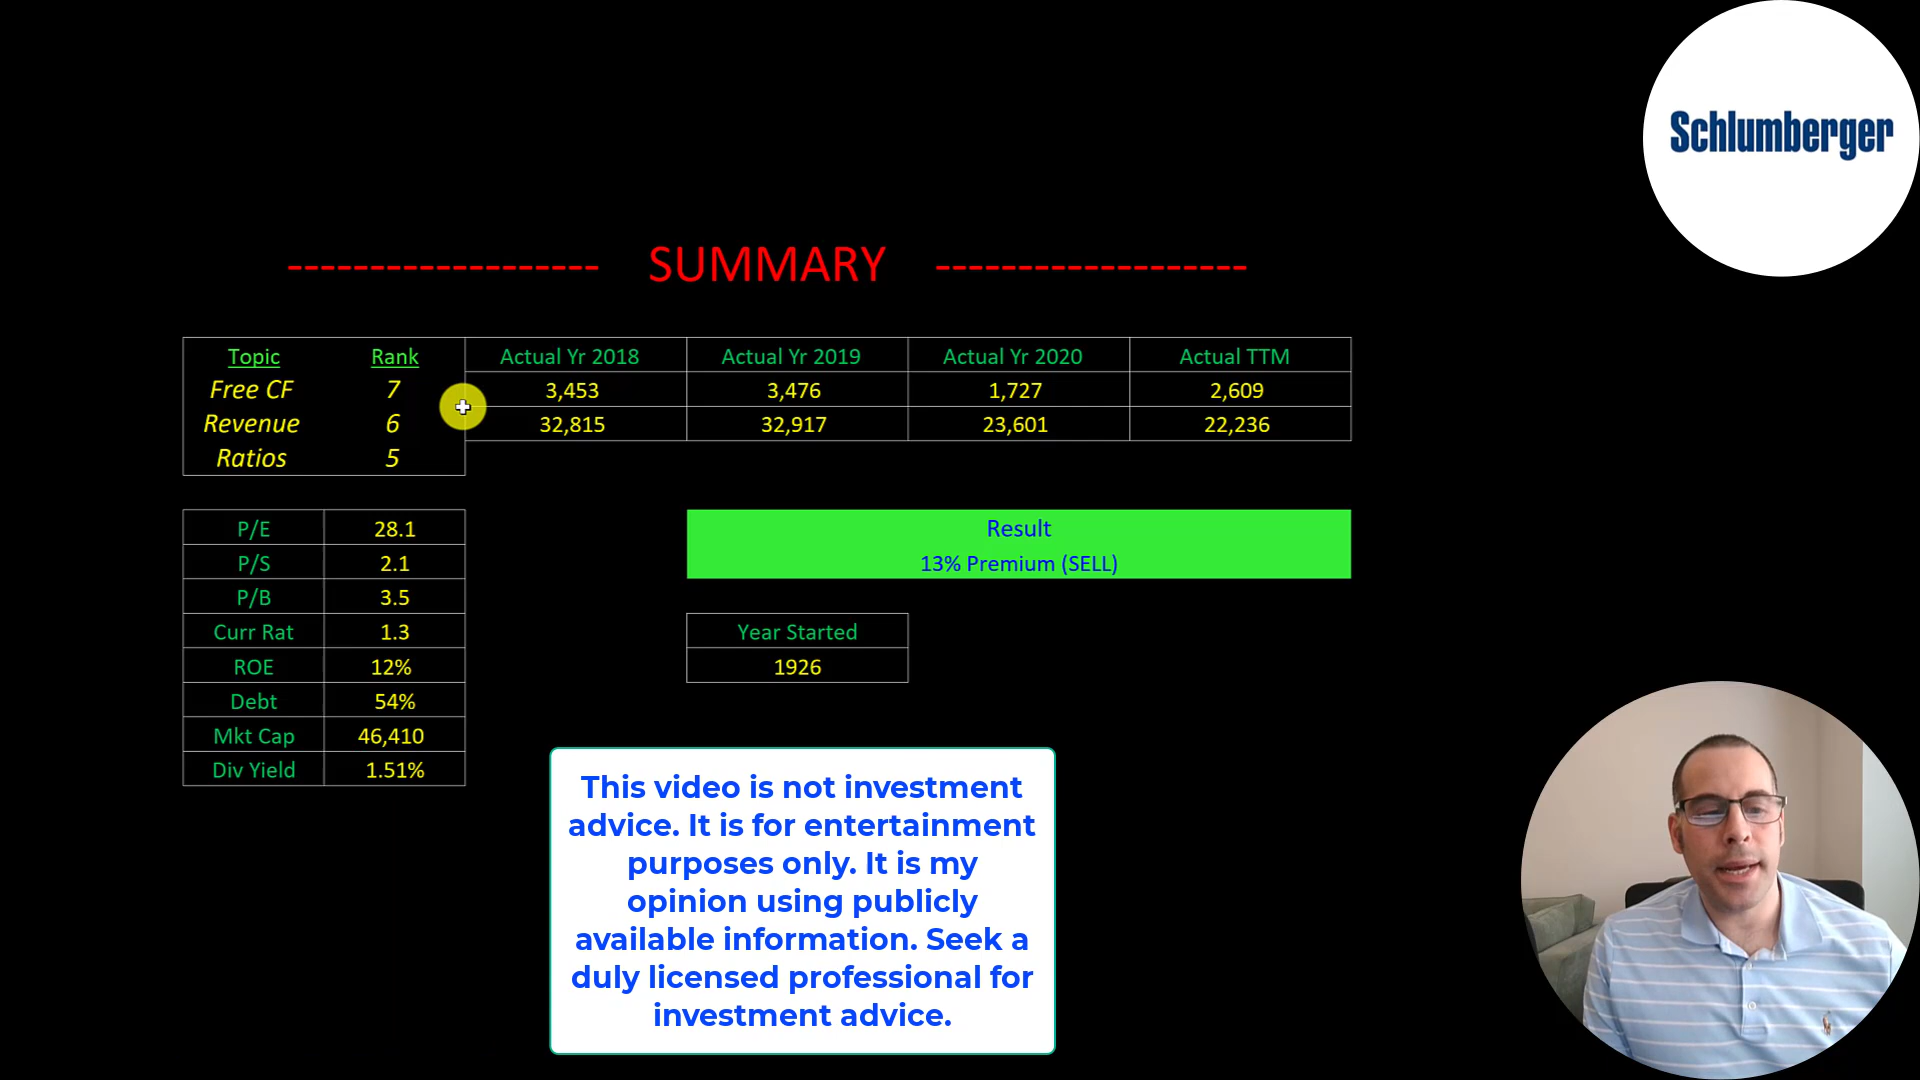 Schlumberger
------------------- SUMMARY -------------------
Topic Rank Actual Yr 2018 Actual Yr 2019 Actual Yr 2020 Actual TTM
Free CF 7 3,453 3,476 1,727 2,609
Revenue 6 32,815 32,917 23,601 22,236
Ratios 5
P/E 28.1
P/S 2.1
P/B 3.5
Curr Rat 1.3
ROE 12%
Debt 54%
Mkt Cap 46,410
Div Yield 1.51%
Result
13% Premium (SELL)
Year Started
1926
This video is not investment
advice. It is for entertainment
purposes only. It is my
opinion using publicly
available information. Seek a
duly licensed professional for
investment advice.